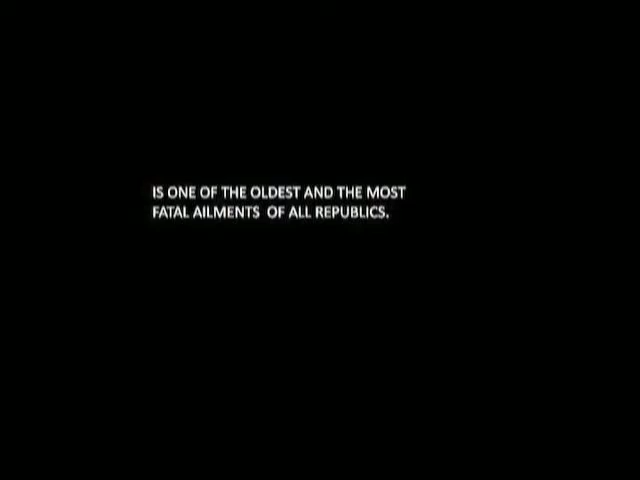 IS ONE OF THE OLDEST AND THE MOST
FATAL AILMENTS OF ALL REPUBLICS.